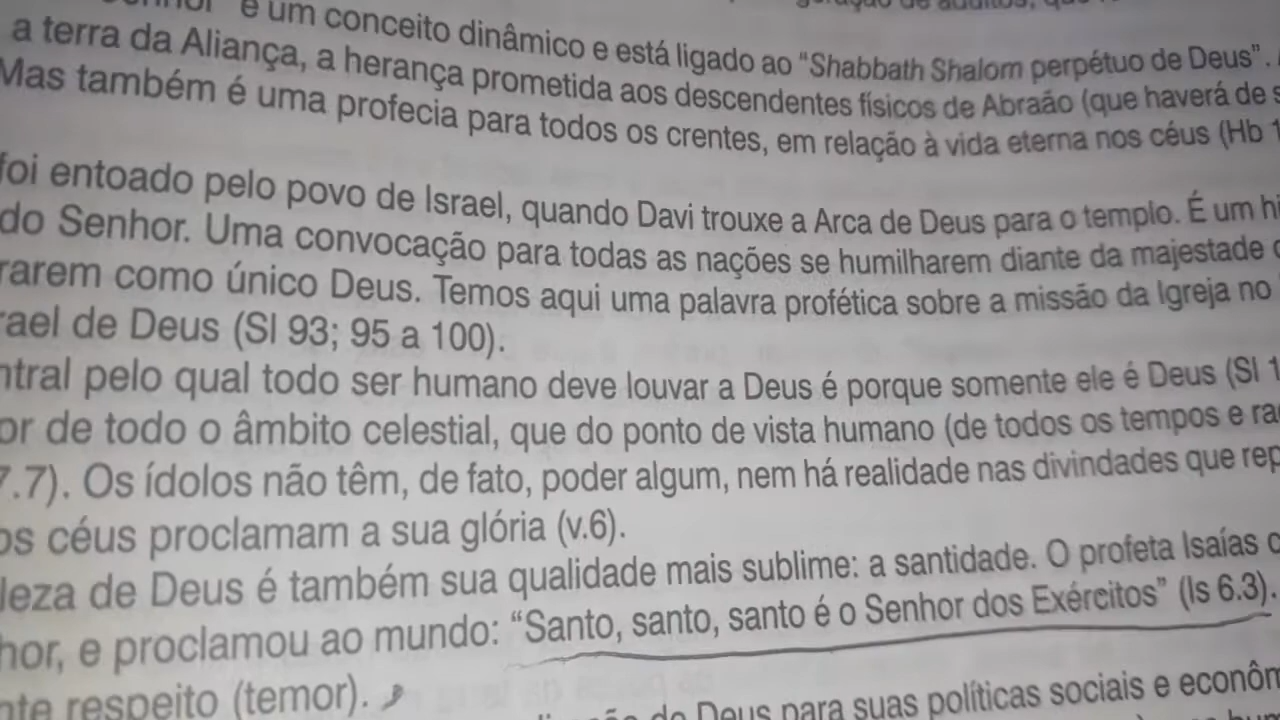 é um conceito dinâmico e está ligado ao “Shabbath Shalom perpétuo de Deus”.
a terra da Aliança, a herança prometida aos descendentes físicos de Abraão (que haverá de
Mas também é uma profecia para todos os crentes, em relação à vida eterna nos céus (Hb 1
foi entoado pelo povo de Israel, quando Davi trouxe a Arca de Deus para o templo. É um hi
do Senhor. Uma convocação para todas as nações se humilharem diante da majestade
rarem como único Deus. Temos aqui uma palavra profética sobre a missão da Igreja no
rael de Deus (Sl 93; 95 a 100).
ntral pelo qual todo ser humano deve louvar a Deus é porque somente ele é Deus (Sl 1
or de todo o âmbito celestial, que do ponto de vista humano (de todos os tempos e ra
7.7). Os ídolos não têm, de fato, poder algum, nem há realidade nas divindades que rep
os céus proclamam a sua glória (v.6).
leza de Deus é também sua qualidade mais sublime: a santidade. O profeta Isaías
hor, e proclamou ao mundo: “Santo, santo, santo é o Senhor dos Exércitos” (Is 6.3).
nte respeito (temor).
de Deus para suas políticas sociais e econôm